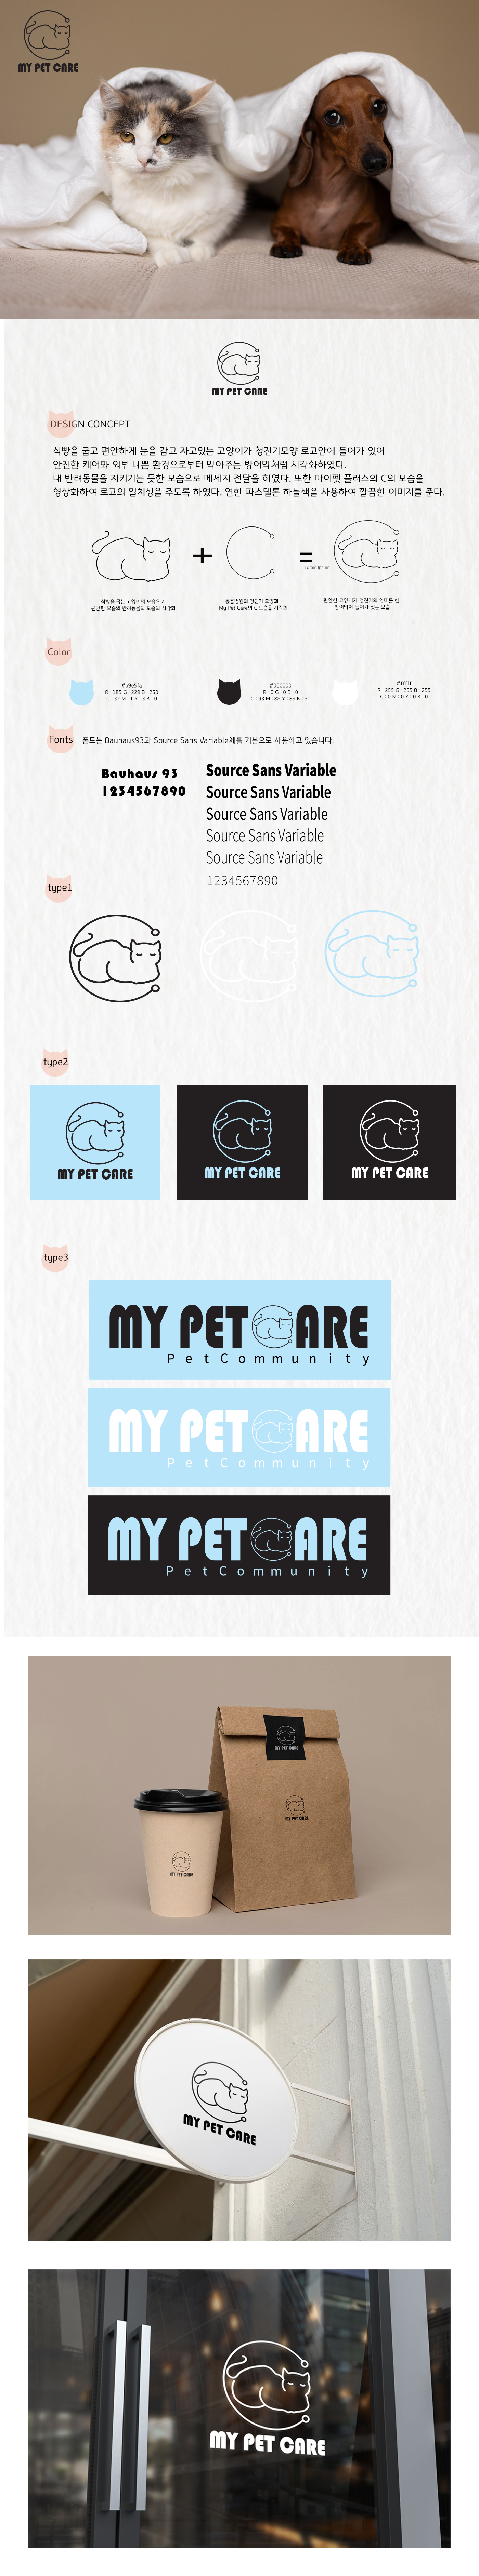 MY PET CARE
MY PET CARE
DESIGN CONCEPT
식빵을 굽고 편안하게 눈을 감고 자고있는 고양이가 청진기모양 로고안에 들어가 있어
안전한 케어와 외부 나쁜 환경으로부터 막아주는 방어막처럼 시각화하였다.
내 반려동물을 지키기는 듯한 모습으로 메세지 전달을 하였다. 또한 마이펫 플러스의 C의 모습을
형상화하여 로고의 일치성을 주도록 하였다. 연한 파스텔톤 하늘색을 사용하여 깔끔한 이미지를 준다.
+
=
Lorem ipsum
식빵을 굽는 고양이의 모습으로
편안한 모습의 반려동물의 모습의 시각화
동물병원의 청진기 모양과
My Pet Care의 C 모습을 시각화
편안한 고양이가 청진기의 형태를 한
방어막에 들어가 있는 모습
Color
#b9e5fa
R : 185 G : 229 B : 250
C : 32 M : 1 Y : 3 K : 0
#000000
R : 0 G : 0 B : 0
C : 93 M : 88 Y : 89 K : 80
#ffffff
R : 255 G : 255 B : 255
C : 0 M : 0 Y : 0 K : 0
Fonts
폰트는 Bauhaus93과 Source Sans Variable체를 기본으로 사용하고 있습니다.
Bauhaus 93
1234567890
Source Sans Variable
Source Sans Variable
Source Sans Variable
Source Sans Variable
Source Sans Variable
1234567890
type1
type2
MY PET CARE
MY PET CARE
MY PET CARE
type3
MY PET CARE
PetCommunity
MY PET CARE
PetCommunity
MY PET CARE
PetCommunity
MY PET CARE
MY PET CARE
MY PET CARE
MY PET CARE
MY PET CARE